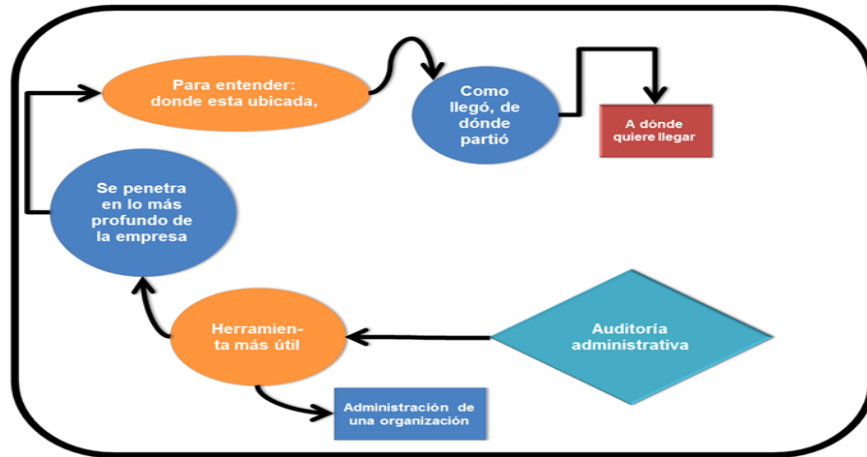 Para entender:
donde esta ubicada,
Como
llegó, de
dónde
partió
A dónde
quiere llegar
Se penetra
en lo más
profundo de
la empresa
Herramien-
ta más útil
Auditoría
administrativa
Administración de
una organización